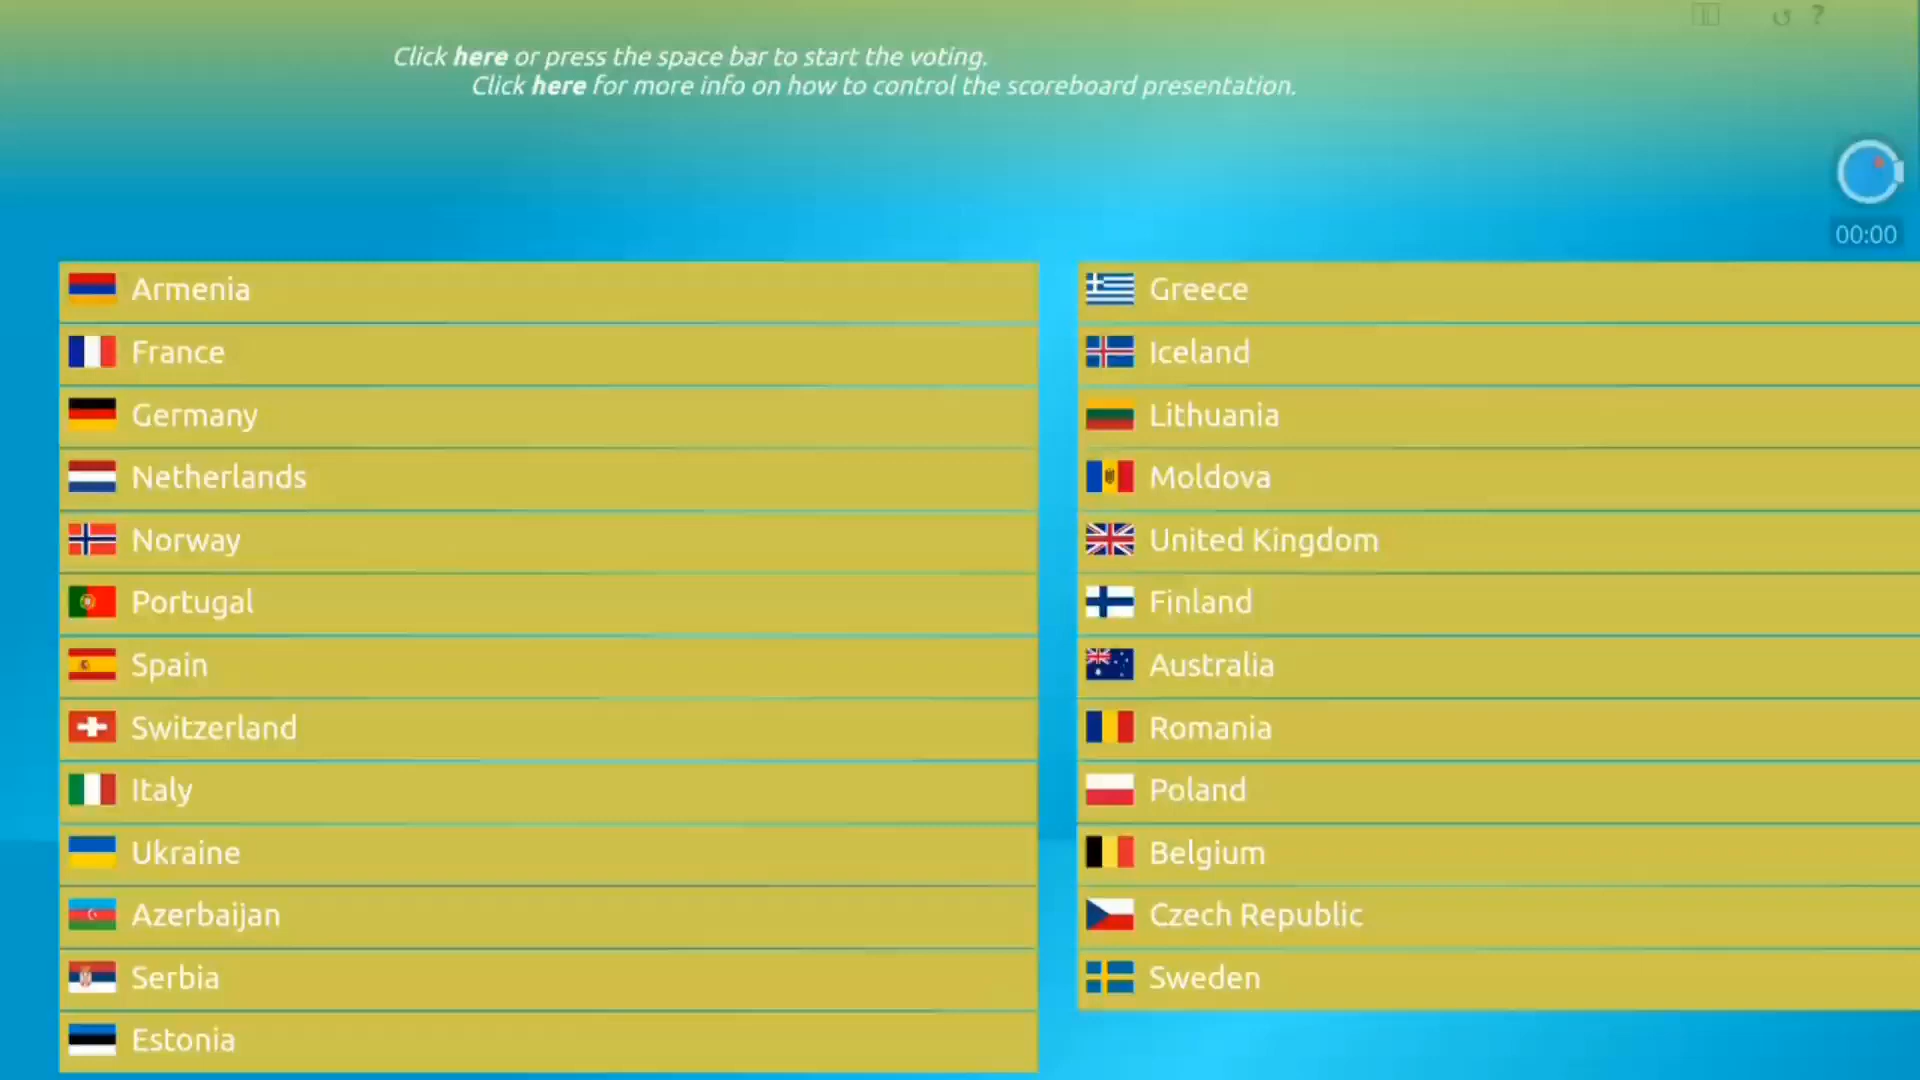 ?
Click here or press the space bar to start the voting.
Click here for more info on how to control the scoreboard presentation.
00:00
Armenia
France
Germany
Netherlands
Norway
Portugal
Spain
Switzerland
Italy
Ukraine
Azerbaijan
Serbia
Estonia
Greece
Iceland
Lithuania
Moldova
United Kingdom
Finland
Australia
Romania
Poland
Belgium
Czech Republic
Sweden